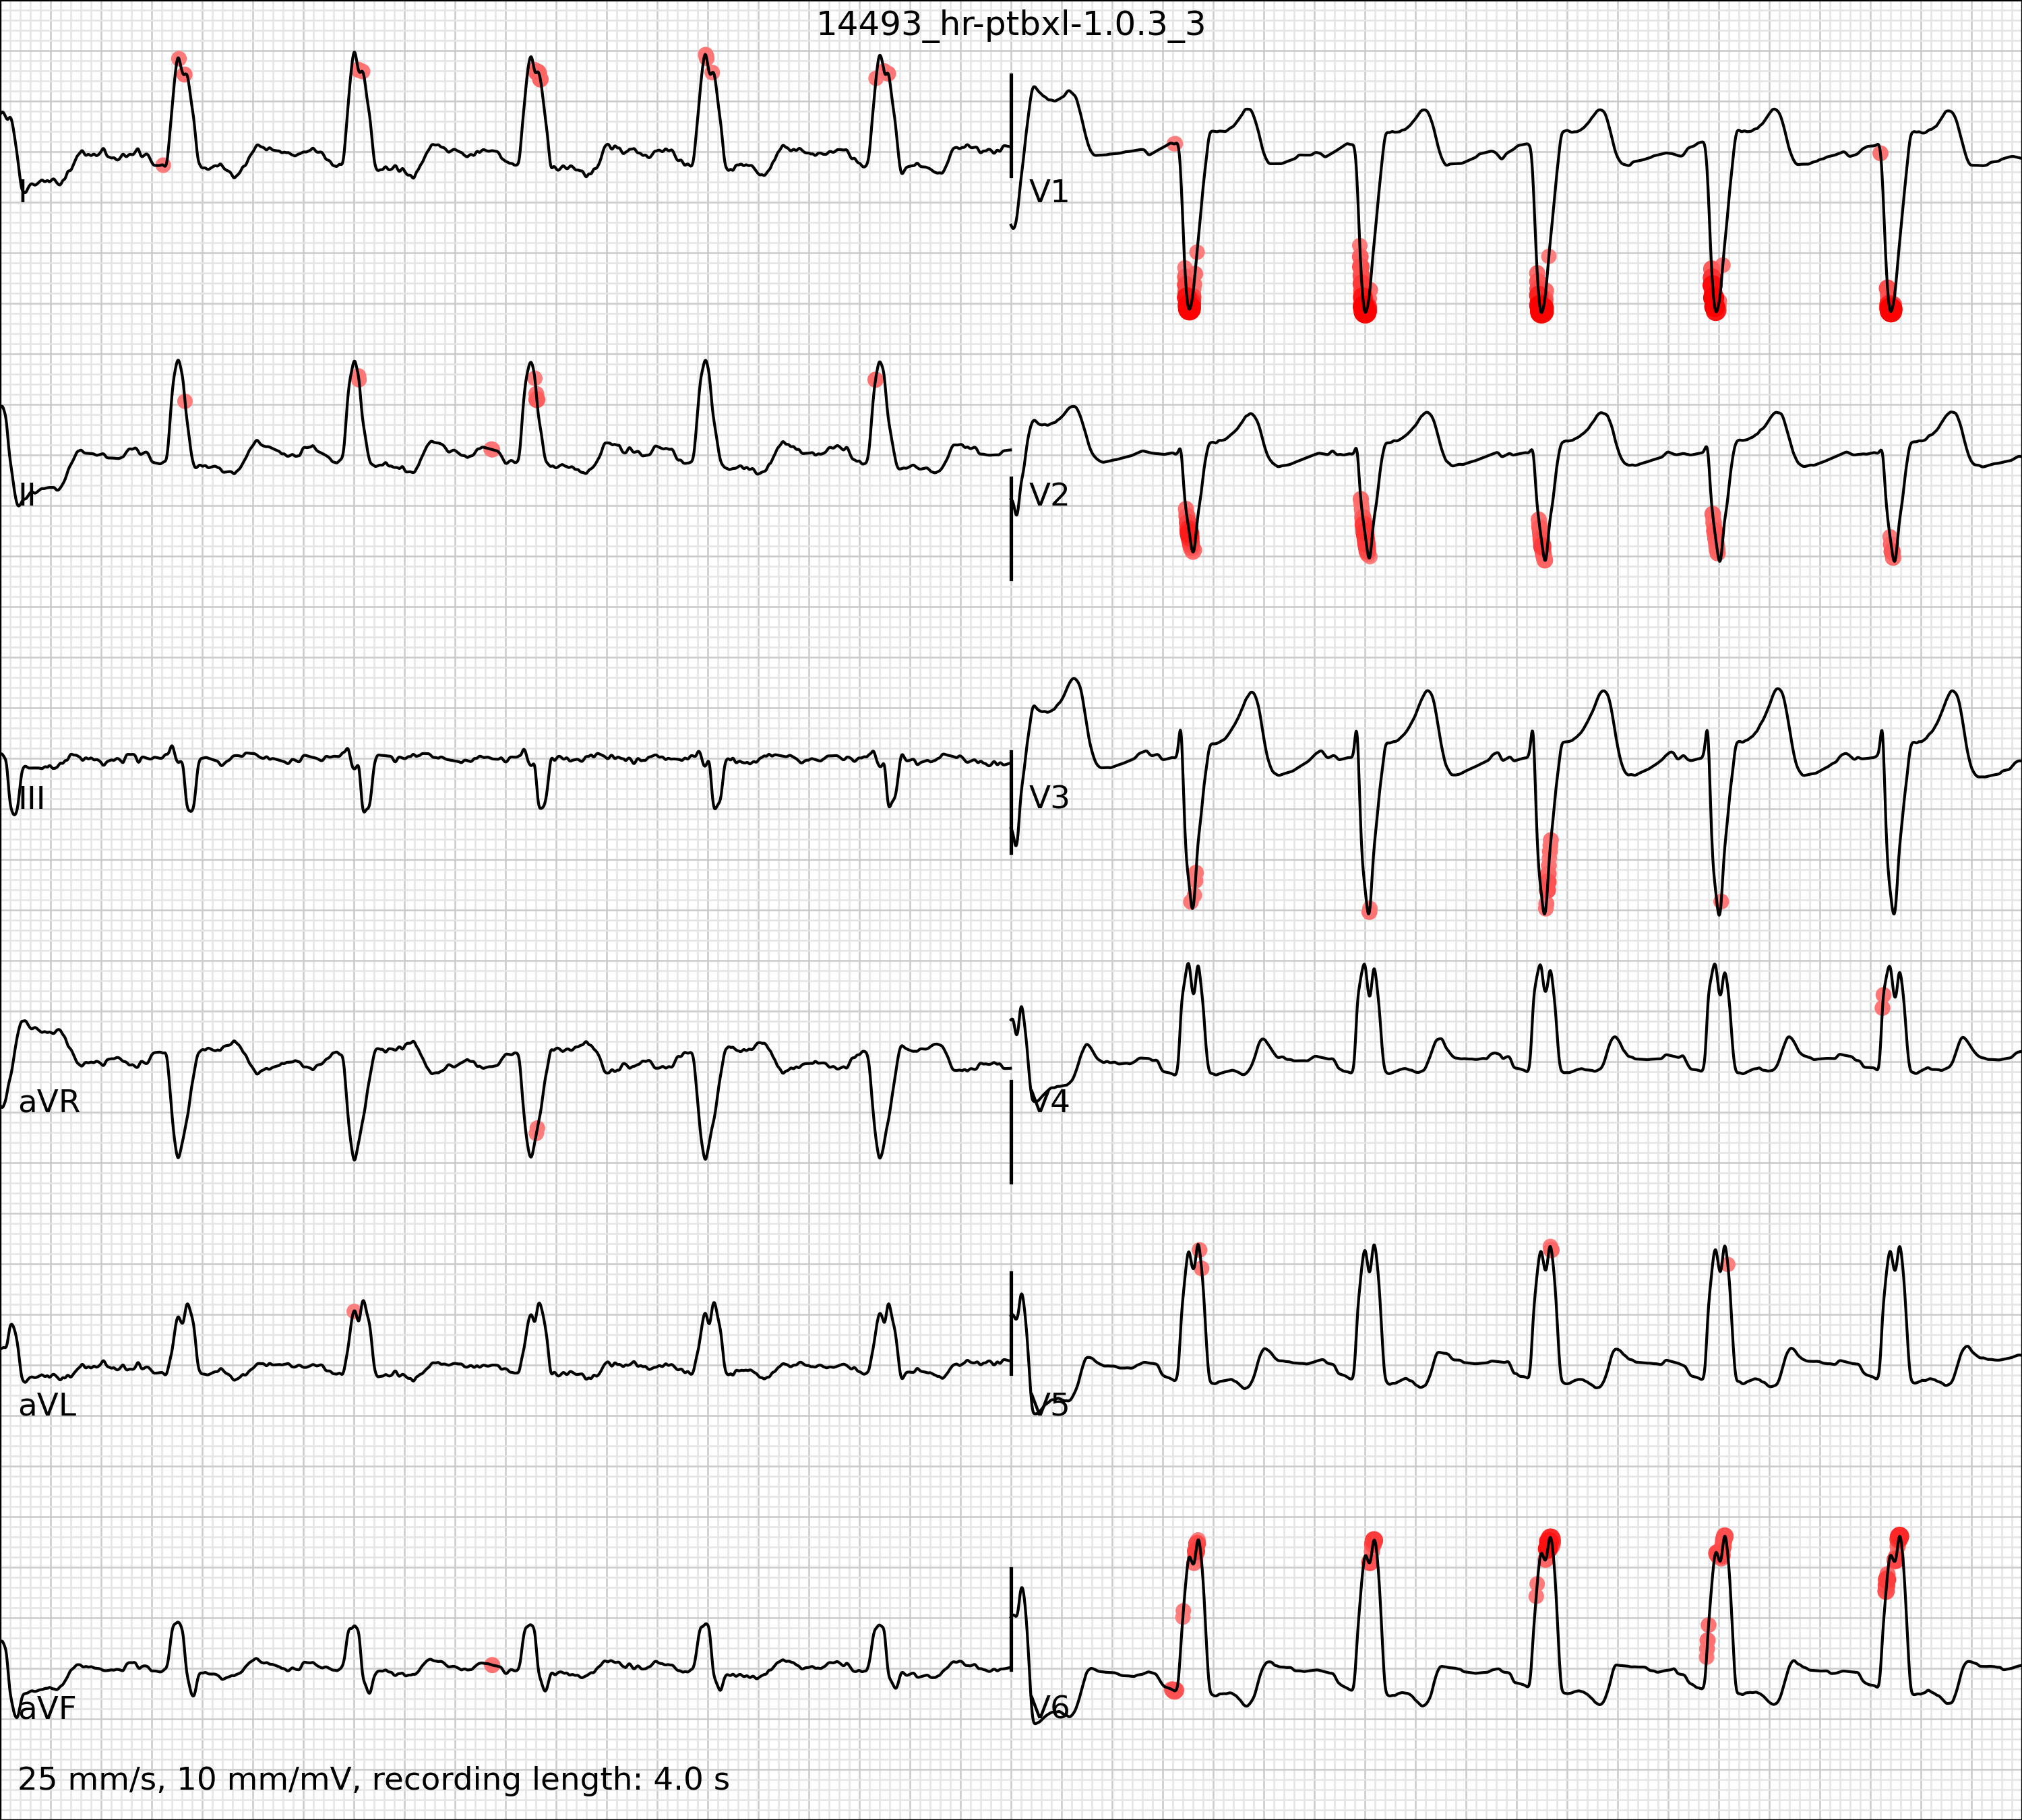 14493_hr-ptbxl-1.0.3_3
I
V1
II
V2
III
V3
aVR
V4
aVL
V5
aVF
V6
25 mm/s, 10 mm/mV, recording length: 4.0 s